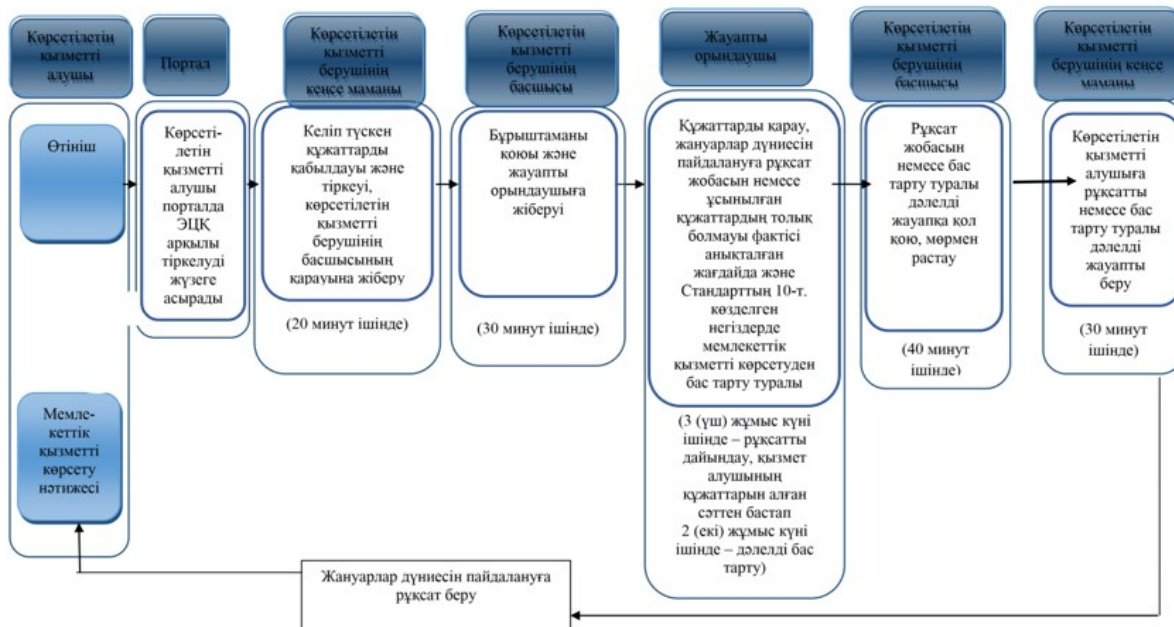 Көрсетілетін
қызметті
алушы
Портал
Көрсетілетін
қызметті
берушінің
кеңсе маманы
Көрсетілетін
қызметті
берушінің
басшысы
Жауапты
орындаушы
Көрсетілетін
қызметті
берушінің
басшысы
Көрсетілетін
қызметті
берушінің кеңсе
маманы
Өтініш
Көрсеті-
летін
қызметті
алушы
порталда
ЭЦҚ
арқылы
тіркелуді
жүзеге
асырады
Келіп түскен
құжаттарды
қабылдауы және
тіркеуі,
көрсетілетін
қызметті
берушінің
басшысының
қарауына жіберу
(20 минут ішінде)
Бұрыштаманы
қоюы және
жауапты
орындаушыға
жіберуі
(30 минут ішінде)
Құжаттарды қарау,
жануарлар дүниесін
пайдалануға рұқсат
жобасын немесе
ұсынылған
құжаттардың толық
болмауы фактісі
анықталған
жағдайда және
Стандарттың 10-т.
көзделген
негіздерде
мемлекеттік
қызметті көрсетуден
бас тарту туралы
(3 (үш) жұмыс күні
ішінде – рұқсатты
дайындау, қызмет
алушының
құжаттарын алған
сәттен бастап
2 (екі) жұмыс күні
ішінде – дәлелді бас
тарту)
Рұқсат
жобасын
немесе бас
тарту туралы
дәлелді
жауапқа қол
қою, мөрмен
растау
(40 минут
ішінде)
Көрсетілетін
қызметті
алушыға
рұқсатты
немесе бас
тарту туралы
дәлелді
жауапты
беру
(30 минут
ішінде)
Мемле-
кеттік
қызметті
көрсету
нәтижесі
Жануарлар дүниесін пайдалануға
рұқсат беру